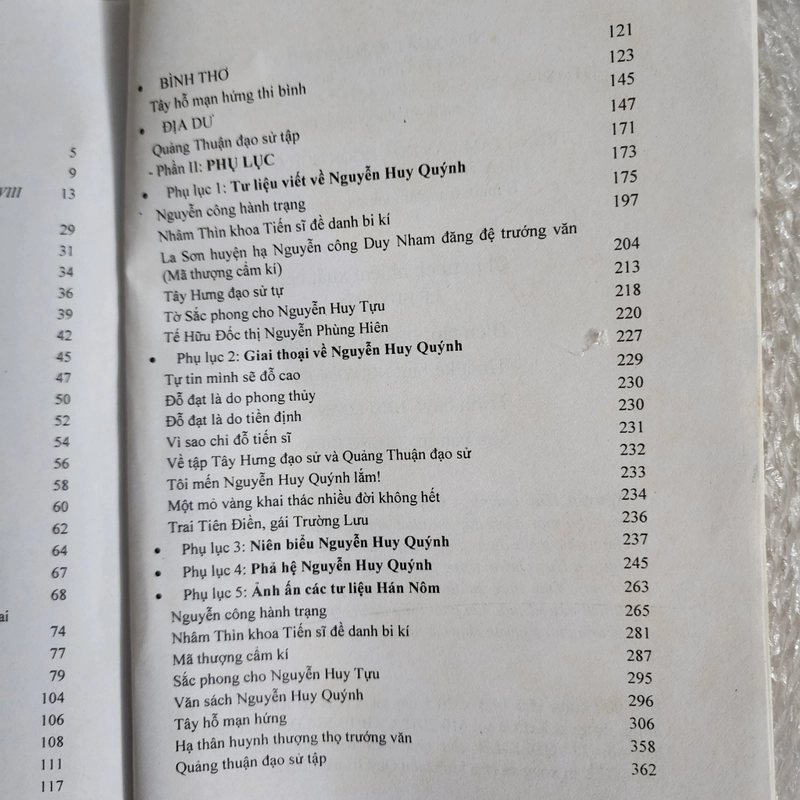 5
9
VIII 13
29
31
34
36
39
42
45
47
50
52
54
56
58
60
62
64
67
68
ai
74
77
79
104
106
108
111
117
• BÌNH THƠ 121
Tây hồ mạn hứng thi bình 123
• ĐỊA DƯ 145
Quảng Thuận đạo sử tập 147
- Phần II: PHỤ LỤC 171
• Phụ lục 1: Tư liệu viết về Nguyễn Huy Quýnh 173
Nguyễn công hành trạng 175
Nhâm Thìn khoa Tiến sĩ đề danh bi kí 197
La Sơn huyện hạ Nguyễn công Duy Nham đăng đệ trướng văn
(Mã thượng cẩm kí) 204
Tây Hưng đạo sử tự 213
Tờ Sắc phong cho Nguyễn Huy Tựu 218
Tế Hữu Đốc thị Nguyễn Phùng Hiên 220
• Phụ lục 2: Giai thoại về Nguyễn Huy Quýnh 227
Tự tin mình sẽ đỗ cao 229
Đỗ đạt là do phong thủy 230
Đỗ đạt là do tiền định 230
Vì sao chỉ đỗ tiến sĩ 231
Về tập Tây Hưng đạo sử và Quảng Thuận đạo sử 232
Tôi mến Nguyễn Huy Quýnh lắm! 233
Một mỏ vàng khai thác nhiều đời không hết 234
Trai Tiên Điền, gái Trường Lưu 236
• Phụ lục 3: Niên biểu Nguyễn Huy Quýnh 237
• Phụ lục 4: Phả hệ Nguyễn Huy Quýnh 245
• Phụ lục 5: Ảnh ấn các tư liệu Hán Nôm 263
Nguyễn công hành trạng 265
Nhâm Thìn khoa Tiến sĩ đề danh bi kí 281
Mã thượng cẩm kí 287
Sắc phong cho Nguyễn Huy Tựu 295
Văn sách Nguyễn Huy Quýnh 296
Tây hồ mạn hứng 306
Hạ thân huynh thượng thọ trướng văn 358
Quảng thuận đạo sử tập 362